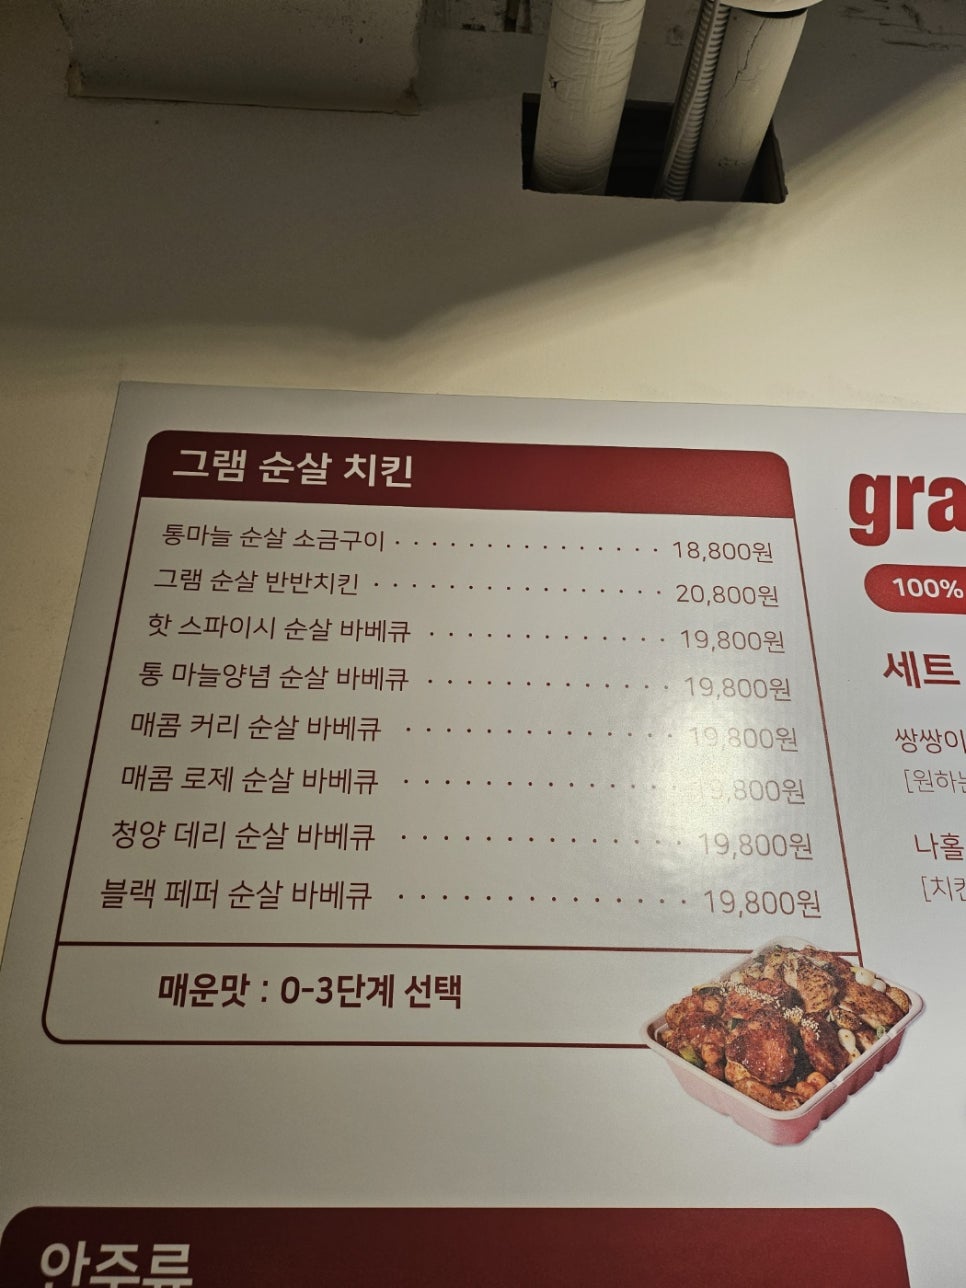 그램 순살 치킨
통마늘 순살 소금구이 · · · · · · · · · · · · · · · · · · 18,800원
그램 순살 반반치킨 · · · · · · · · · · · · · · · · · · · 20,800원
핫 스파이시 순살 바베큐 · · · · · · · · · · · · · · · · 19,800원
통 마늘양념 순살 바베큐 · · · · · · · · · · · · · · · · 19,800원
매콤 커리 순살 바베큐 · · · · · · · · · · · · · · · · · 19,800원
매콤 로제 순살 바베큐 · · · · · · · · · · · · · · · · · 19,800원
청양 데리 순살 바베큐 · · · · · · · · · · · · · · · · · 19,800원
블랙 페퍼 순살 바베큐 · · · · · · · · · · · · · · · · · 19,800원
매운맛 : 0-3단계 선택
안주류
gra
100%
세트
쌍쌍이
[원하는
나홀
[치킨